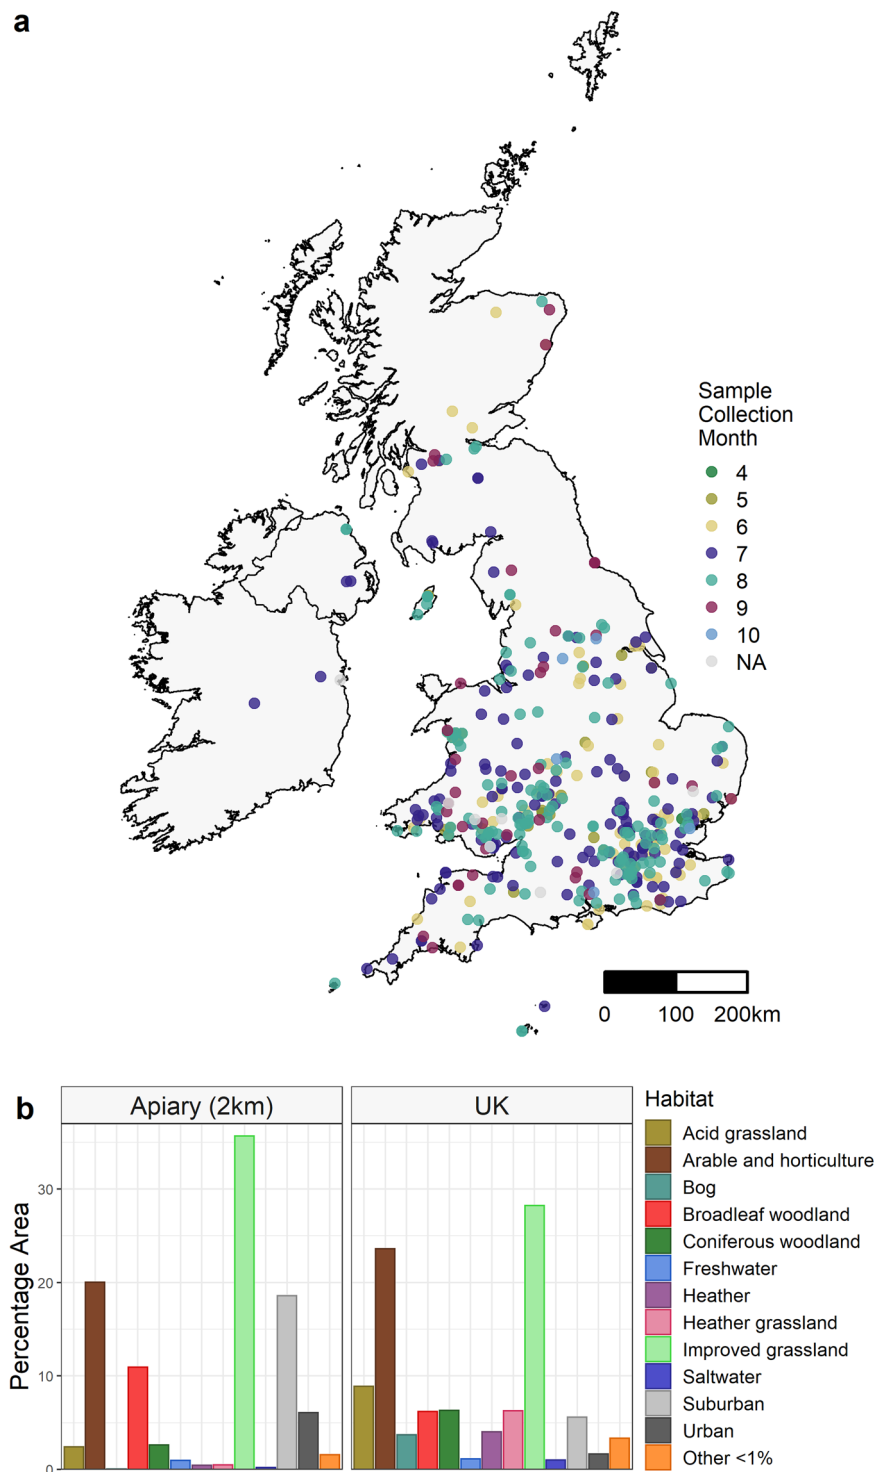 a
Sample
Collection
Month
4
5
6
7
8
9
10
NA
0 100 200km
b
Apiary (2km) UK
Percentage Area
30
20
10
0
Habitat
Acid grassland
Arable and horticulture
Bog
Broadleaf woodland
Coniferous woodland
Freshwater
Heather
Heather grassland
Improved grassland
Saltwater
Suburban
Urban
Other <1%